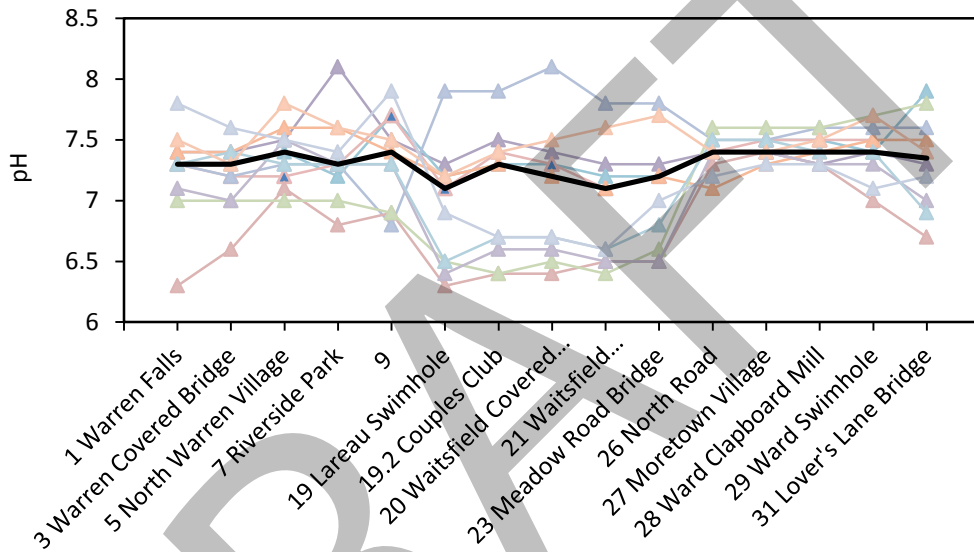 8.5
8
7.5
7
6.5
6
pH
1 Warren Falls
3 Warren Covered Bridge
5 North Warren Village
7 Riverside Park
9
19 Lareau Swimhole
19.2 Couples Club
20 Waitsfield Covered...
21 Waitsfield...
23 Meadow Road Bridge
26 North Road
27 Moretown Village
28 Ward Clapboard Mill
29 Ward Swimhole
31 Lover's Lane Bridge